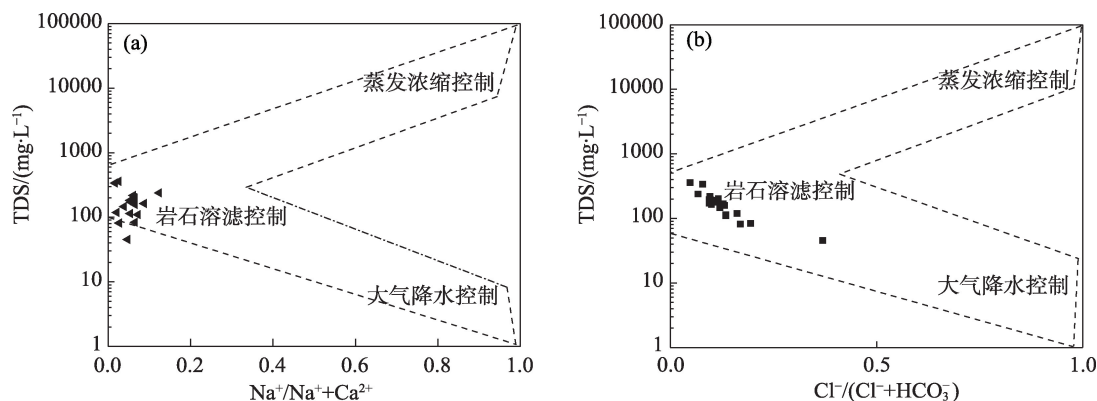 (a)
TDS/(mg·L⁻¹)
100000
10000
1000
100
10
1
蒸发浓缩控制
岩石溶滤控制
大气降水控制
0.0 0.2 0.4 0.6 0.8 1.0
Na⁺/Na⁺+Ca²⁺
(b)
TDS/(mg·L⁻¹)
100000
10000
1000
100
10
1
蒸发浓缩控制
岩石溶滤控制
大气降水控制
0.0 0.5 1.0
Cl⁻/(Cl⁻+HCO₃⁻)